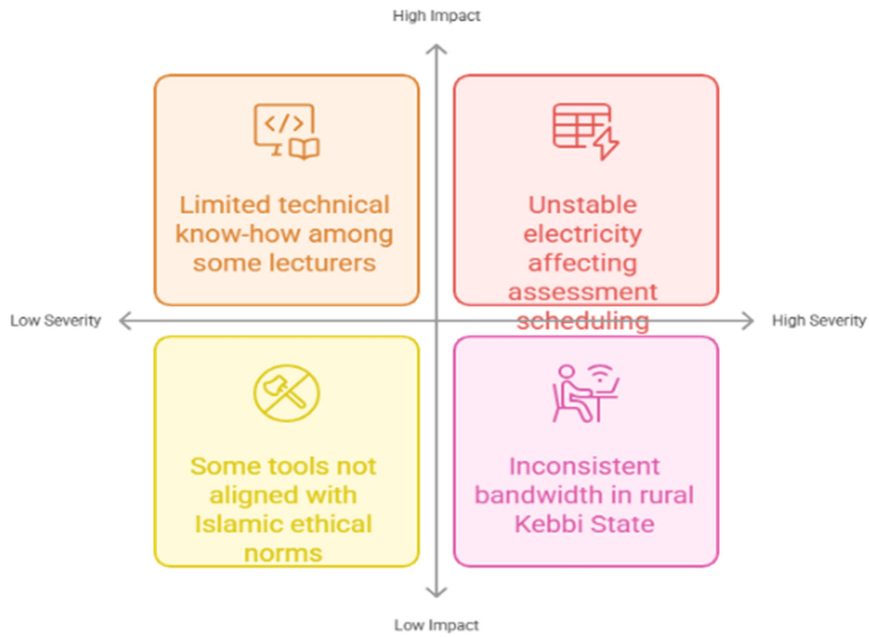 High Impact
</>
Limited technical
know-how among
some lecturers
Unstable
electricity
affecting
assessment
scheduling
Low Severity
High Severity
Some tools not
aligned with
Islamic ethical
norms
Inconsistent
bandwidth in rural
Kebbi State
Low Impact